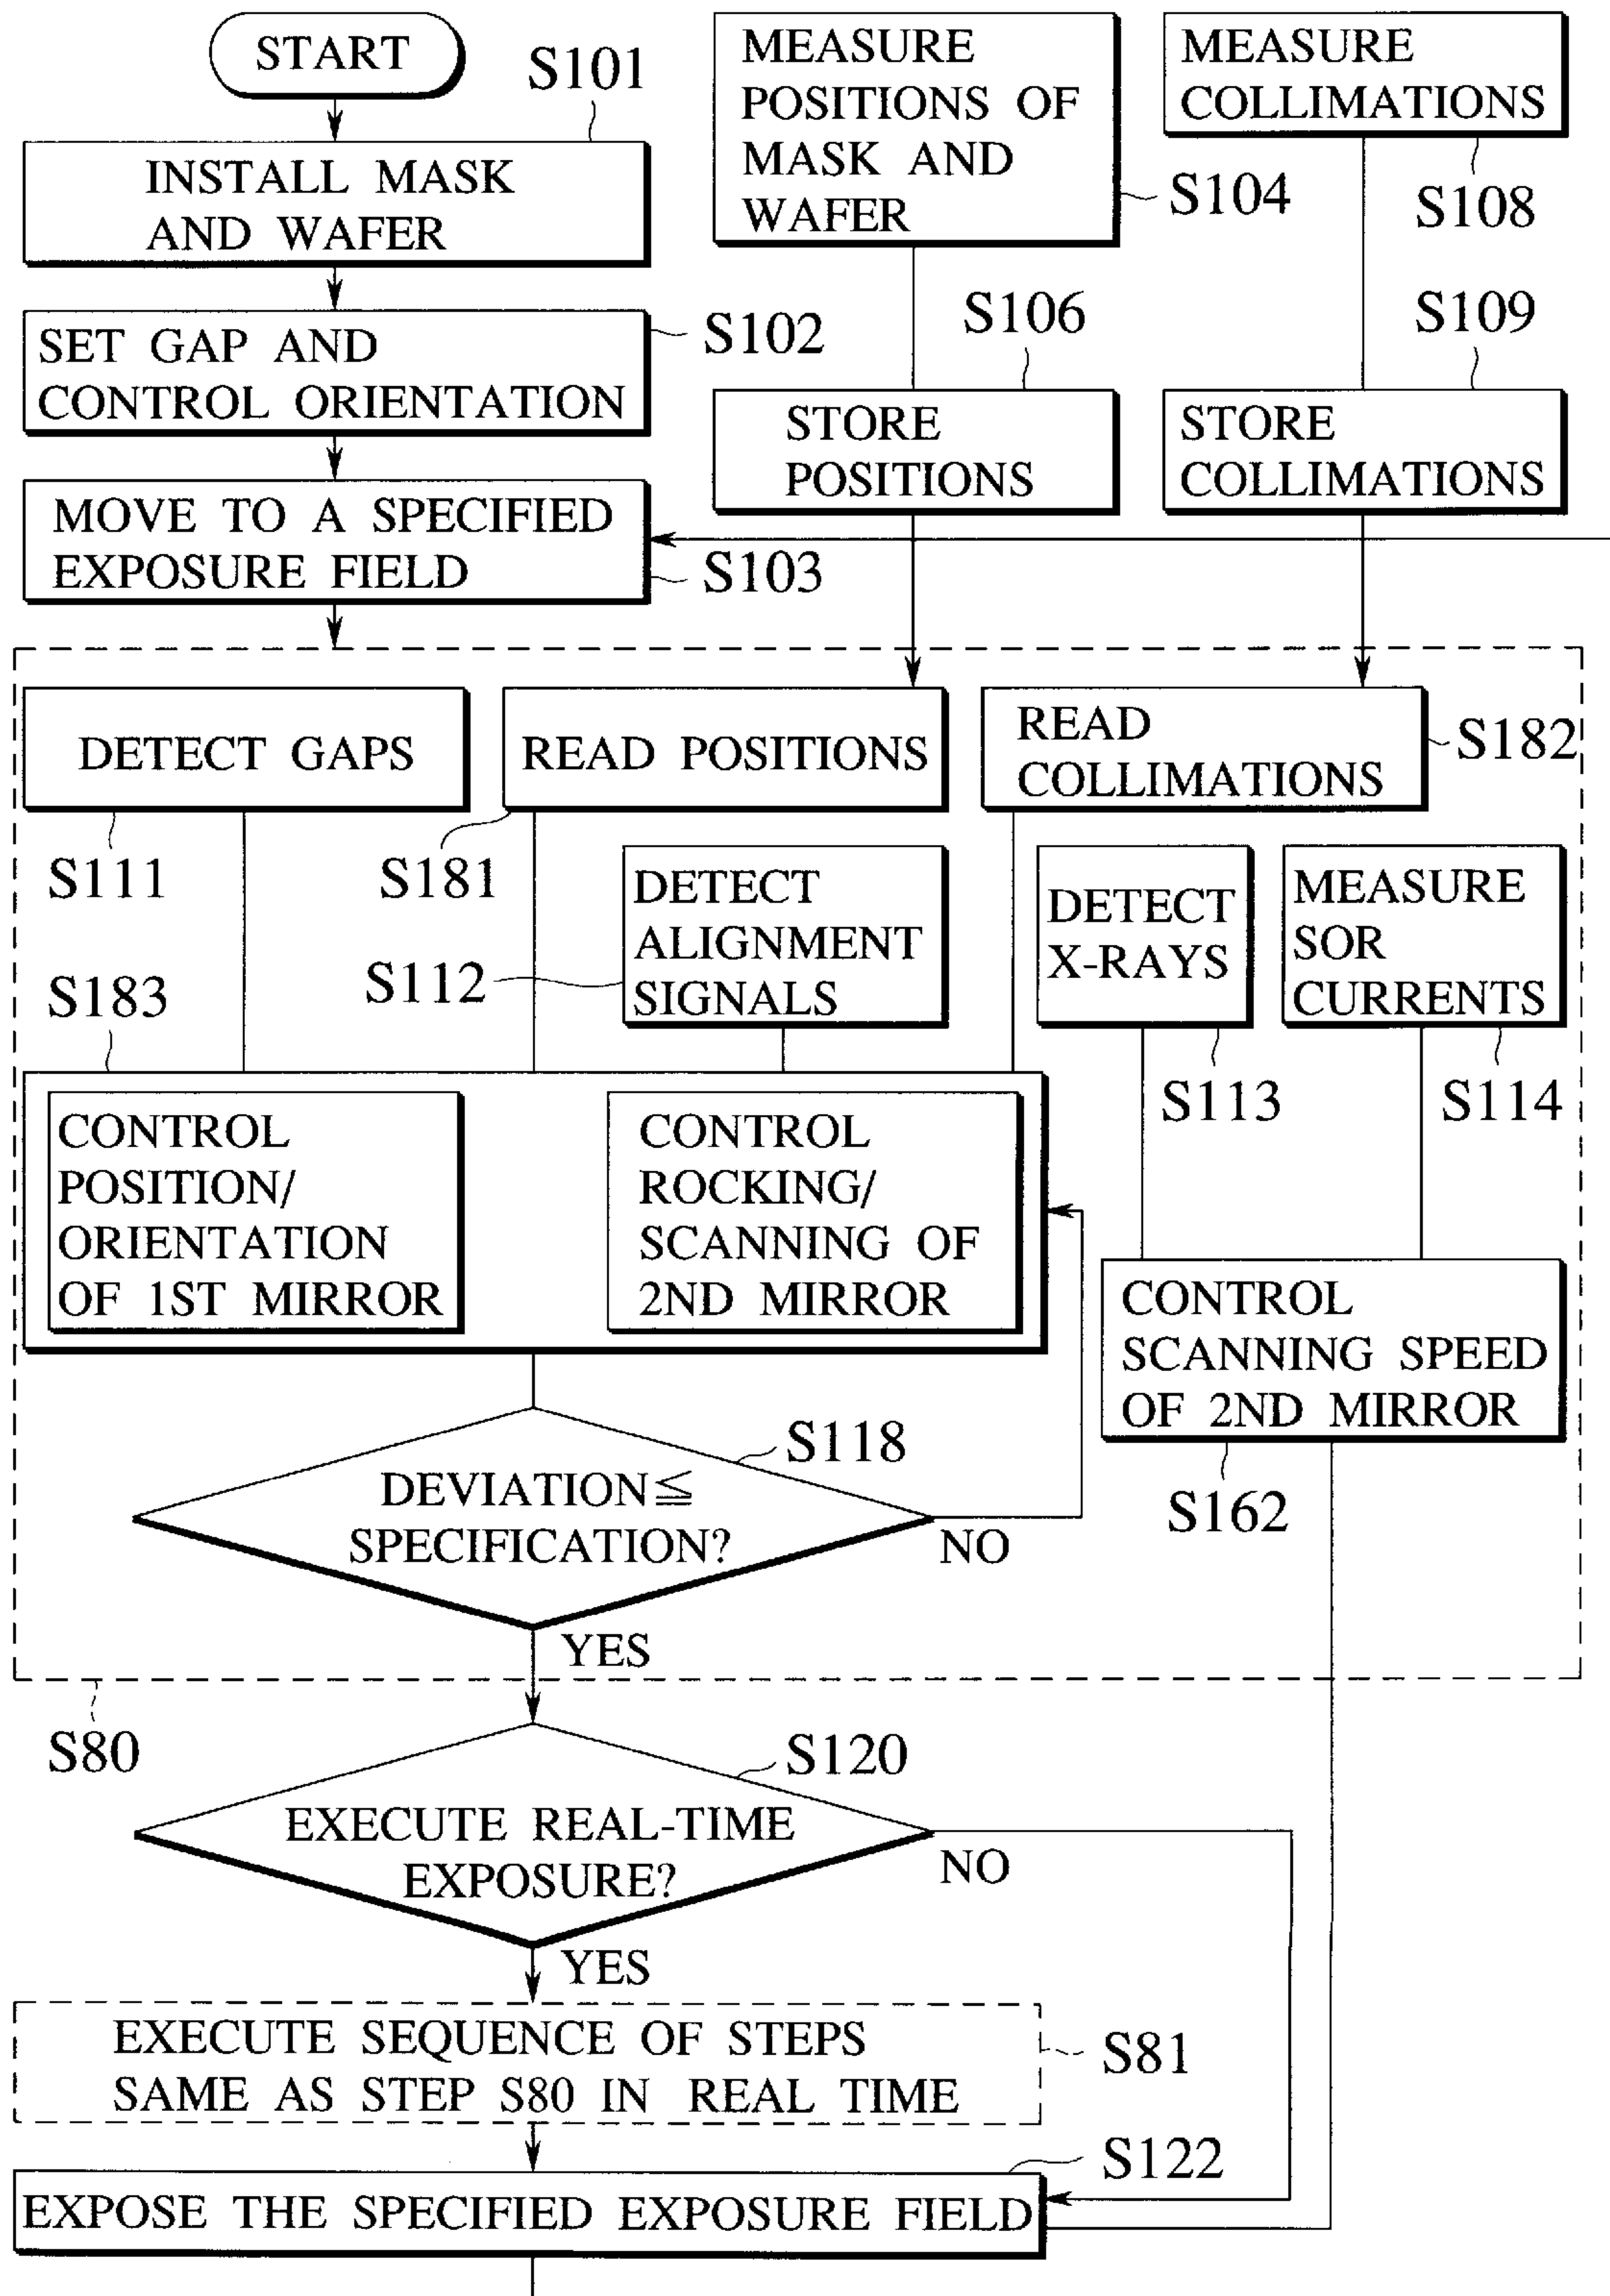 START
S101
INSTALL MASK
AND WAFER
SET GAP AND
CONTROL ORIENTATION
S102
MOVE TO A SPECIFIED
EXPOSURE FIELD
S103
MEASURE
POSITIONS OF
MASK AND
WAFER
S104
S106
STORE
POSITIONS
MEASURE
COLLIMATIONS
S108
S109
STORE
COLLIMATIONS
DETECT GAPS
S111
READ POSITIONS
S181
READ
COLLIMATIONS
S182
DETECT
ALIGNMENT
SIGNALS
S112
DETECT
X-RAYS
S113
MEASURE
SOR
CURRENTS
S114
S183
CONTROL
POSITION/
ORIENTATION
OF 1ST MIRROR
CONTROL
ROCKING/
SCANNING OF
2ND MIRROR
CONTROL
SCANNING SPEED
OF 2ND MIRROR
S162
S118
DEVIATION≦
SPECIFICATION?
NO
YES
S80
S120
EXECUTE REAL-TIME
EXPOSURE?
NO
YES
EXECUTE SEQUENCE OF STEPS
SAME AS STEP S80 IN REAL TIME
S81
S122
EXPOSE THE SPECIFIED EXPOSURE FIELD